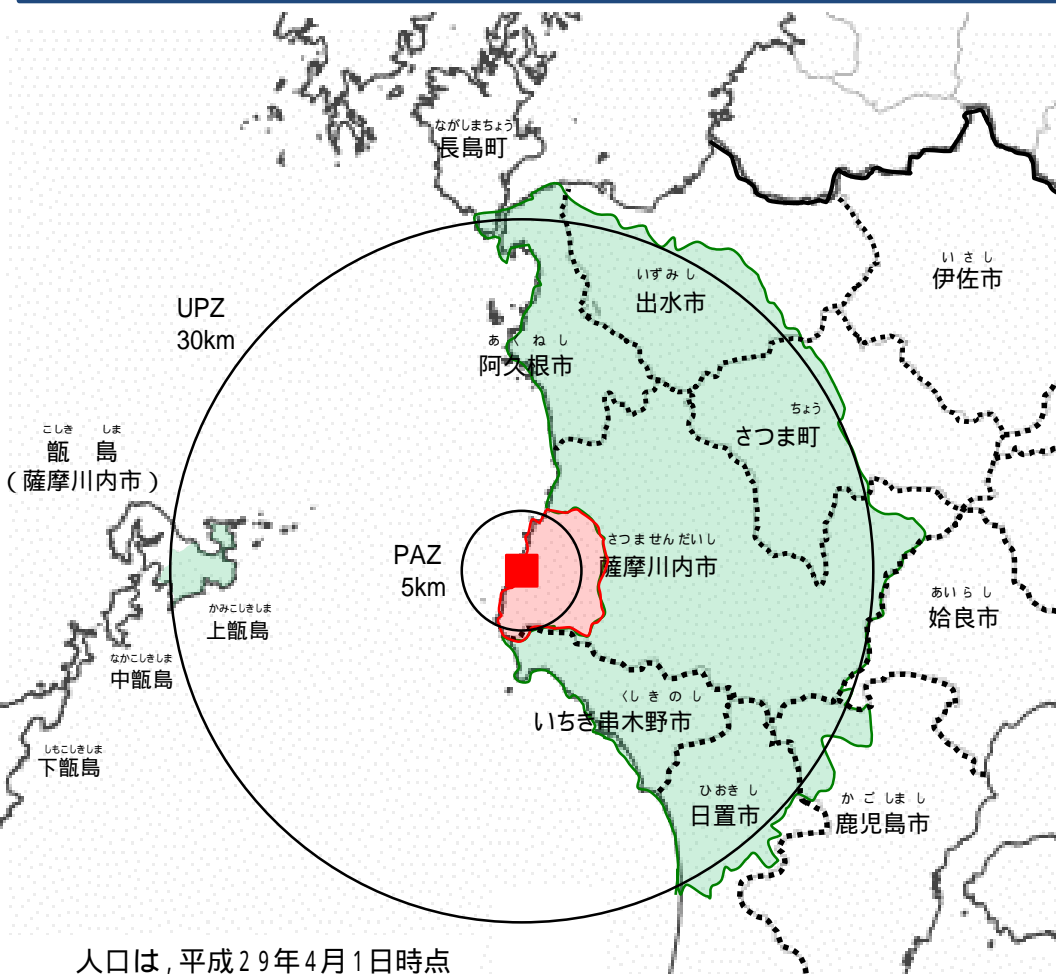 ながしまちょう
長島町
いさし
伊佐市
UPZ
30km
いずみし
出水市
あくねし
阿久根市
ちょう
さつま町
こしき しま
甑 島
(薩摩川内市)
PAZ
5km
さつませんだいし
薩摩川内市
かみこしきしま
上甑島
あいらし
姶良市
なかこしきしま
中甑島
くしきのし
いちき串木野市
しもこしきしま
下甑島
ひおきし
日置市
かごしまし
鹿児島市
人口は,平成29年4月1日時点